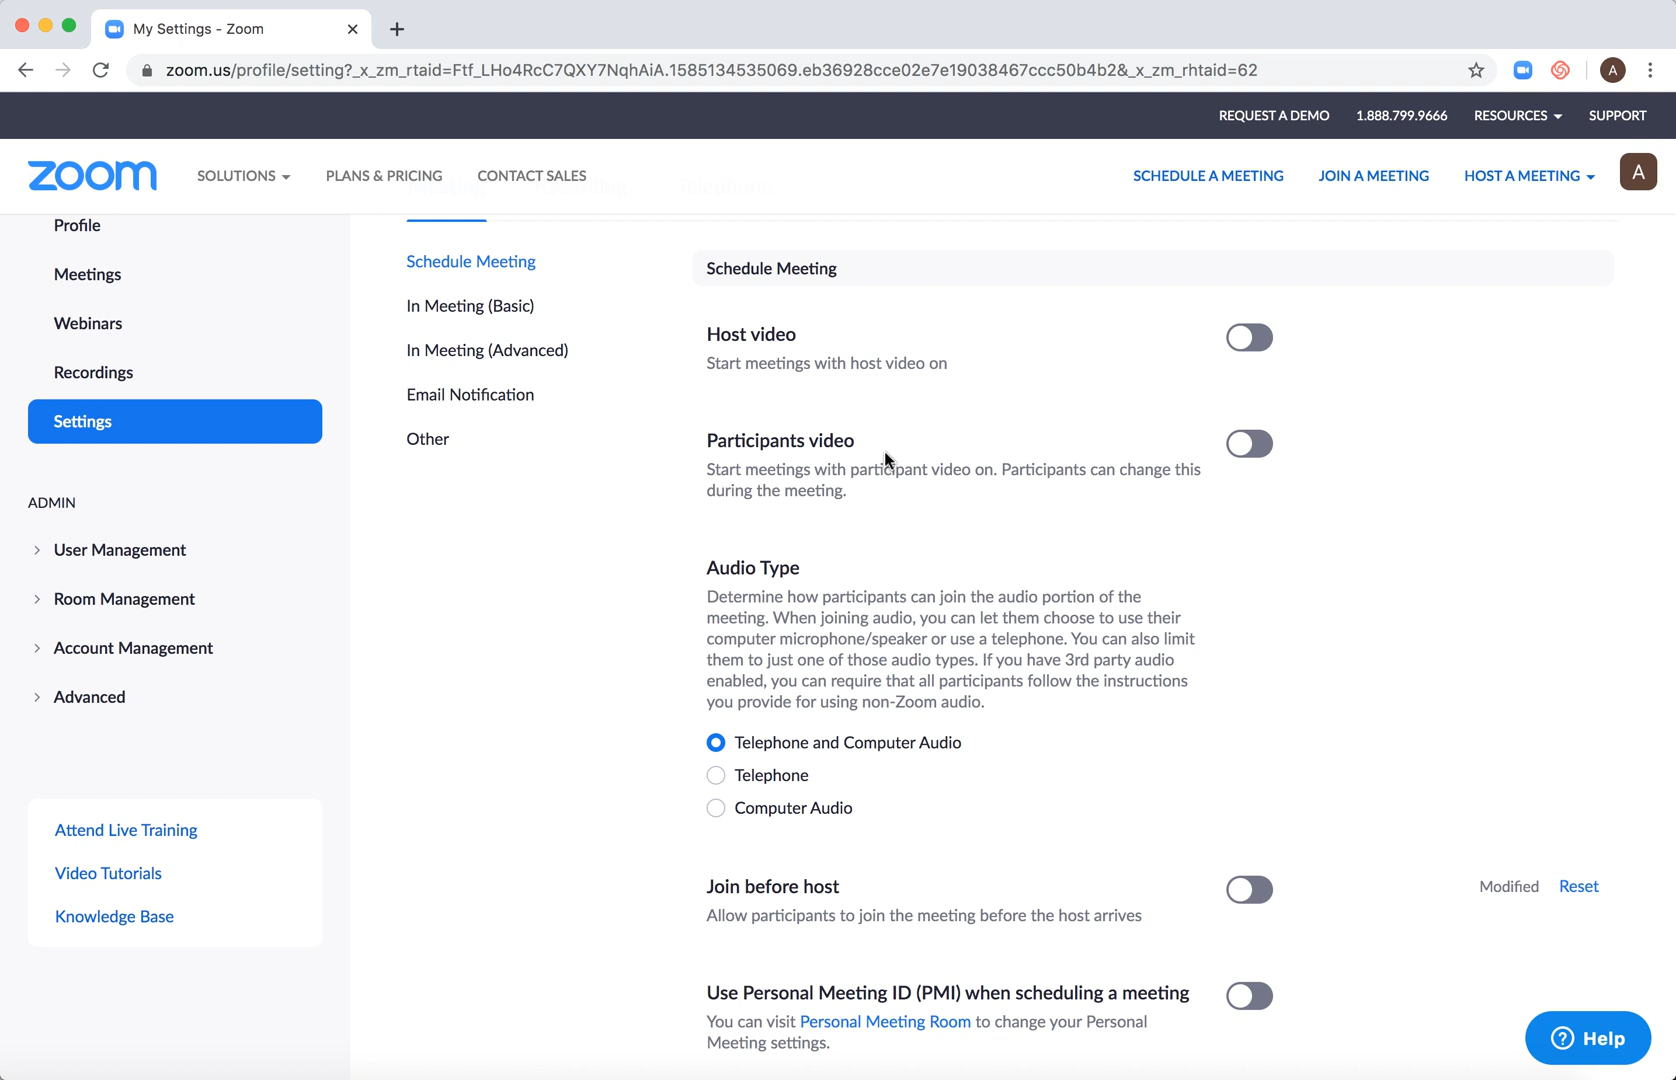 My Settings - Zoom
zoom.us/profile/setting?_x_zm_rtaid=Ftf_LHo4RcC7QXY7NqhAiA.1585134535069.eb36928cce02e7e19038467ccc50b4b2&_x_zm_rhtaid=62
A
REQUEST A DEMO 1.888.799.9666 RESOURCES SUPPORT
zoom SOLUTIONS PLANS & PRICING CONTACT SALES SCHEDULE A MEETING JOIN A MEETING HOST A MEETING A
Profile
Meetings
Webinars
Recordings
Settings
ADMIN
User Management
Room Management
Account Management
Advanced
Attend Live Training
Video Tutorials
Knowledge Base
Schedule Meeting
In Meeting (Basic)
In Meeting (Advanced)
Email Notification
Other
Schedule Meeting
Host video
Start meetings with host video on
Participants video
Start meetings with participant video on. Participants can change this
during the meeting.
Audio Type
Determine how participants can join the audio portion of the
meeting. When joining audio, you can let them choose to use their
computer microphone/speaker or use a telephone. You can also limit
them to just one of those audio types. If you have 3rd party audio
enabled, you can require that all participants follow the instructions
you provide for using non-Zoom audio.
Telephone and Computer Audio
Telephone
Computer Audio
Join before host
Modified Reset
Allow participants to join the meeting before the host arrives
Use Personal Meeting ID (PMI) when scheduling a meeting
You can visit Personal Meeting Room to change your Personal
Meeting settings.
Help